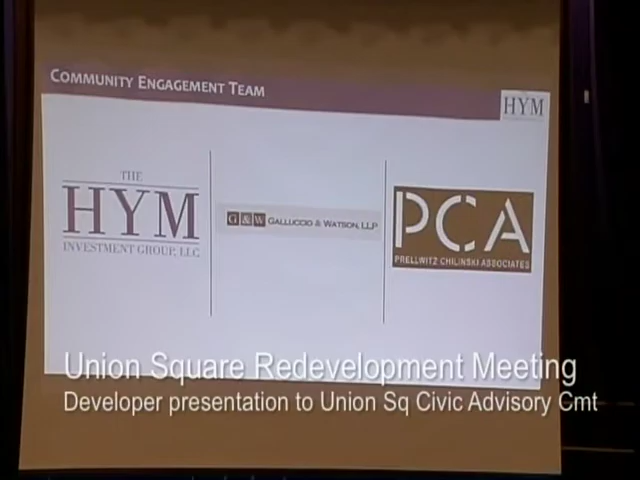 COMMUNITY ENGAGEMENT TEAM
HYM
THE
HYM
INVESTMENT GROUP, LLC
G&W GALLUCCIO & WATSON, LLP
PCA
PRELLWITZ CHILINSKI ASSOCIATES
Union Square Redevelopment Meeting
Developer presentation to Union Sq Civic Advisory Cmt